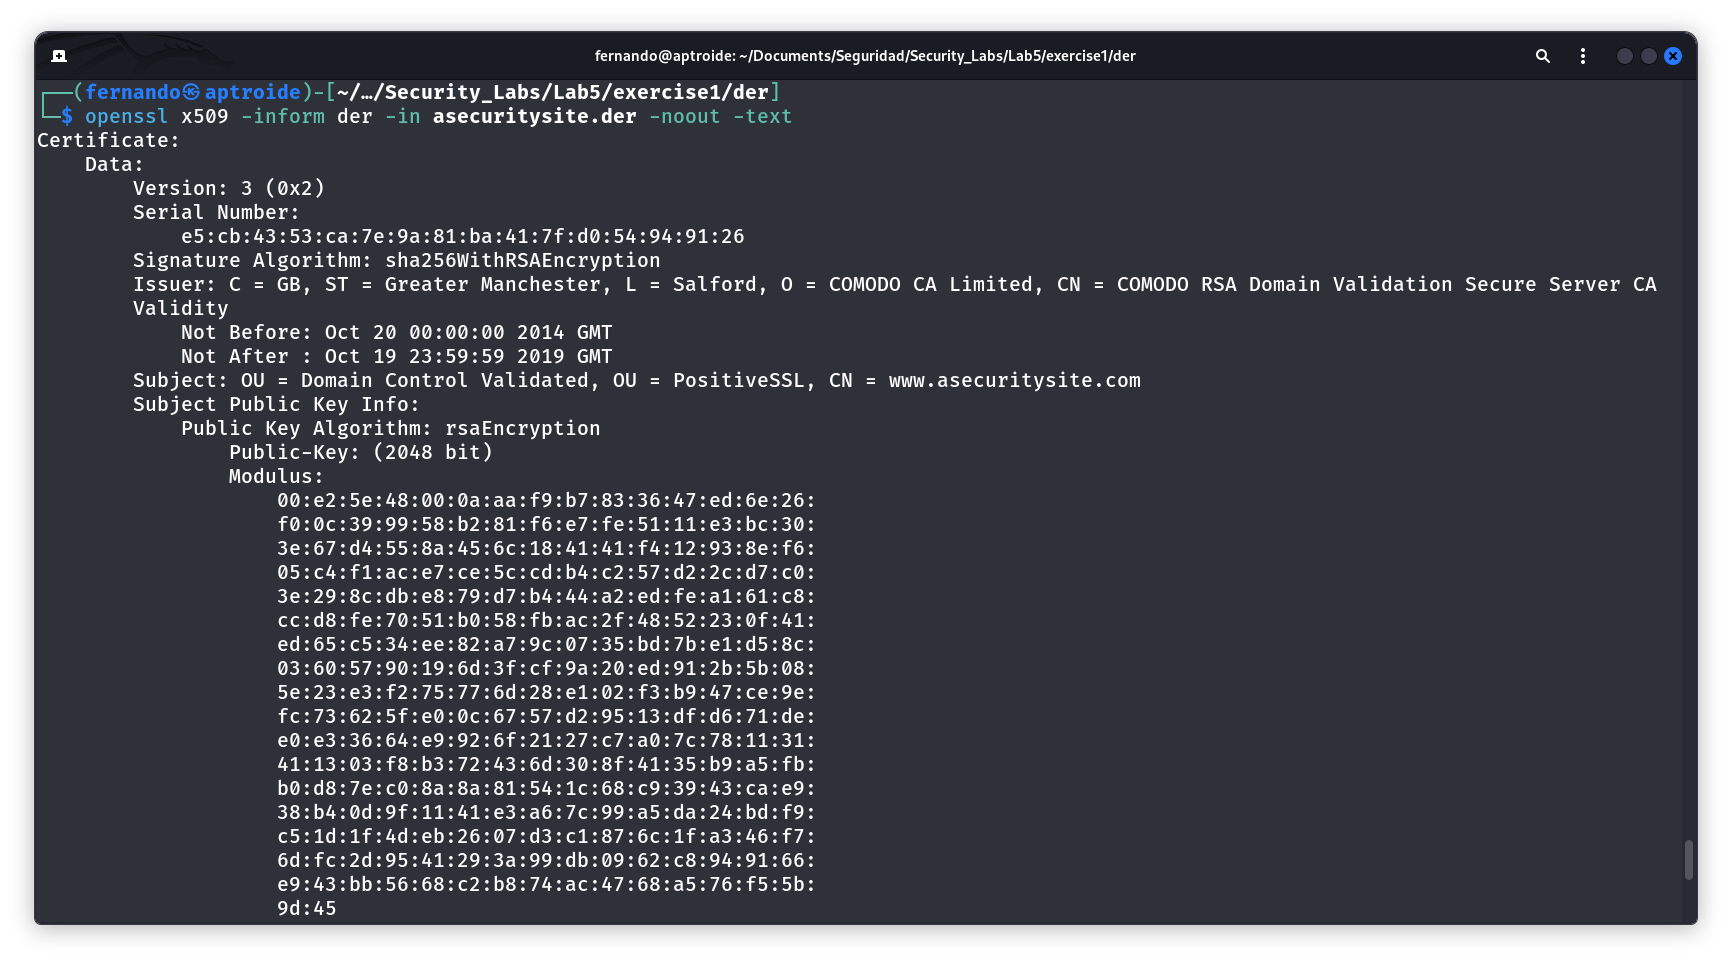 fernando@aptroide: ~/Documents/Seguridad/Security_Labs/Lab5/exercise1/der
┌──(fernando㉿aptroide)-[~/…/Security_Labs/Lab5/exercise1/der]
└─$ openssl x509 -inform der -in asecuritysite.der -noout -text
Certificate:
    Data:
        Version: 3 (0x2)
        Serial Number:
            e5:cb:43:53:ca:7e:9a:81:ba:41:7f:d0:54:94:91:26
        Signature Algorithm: sha256WithRSAEncryption
        Issuer: C = GB, ST = Greater Manchester, L = Salford, O = COMODO CA Limited, CN = COMODO RSA Domain Validation Secure Server CA
        Validity
            Not Before: Oct 20 00:00:00 2014 GMT
            Not After : Oct 19 23:59:59 2019 GMT
        Subject: OU = Domain Control Validated, OU = PositiveSSL, CN = www.asecuritysite.com
        Subject Public Key Info:
            Public Key Algorithm: rsaEncryption
                Public-Key: (2048 bit)
                Modulus:
                    00:e2:5e:48:00:0a:aa:f9:b7:83:36:47:ed:6e:26:
                    f0:0c:39:99:58:b2:81:f6:e7:fe:51:11:e3:bc:30:
                    3e:67:d4:55:8a:45:6c:18:41:41:f4:12:93:8e:f6:
                    05:c4:f1:ac:e7:ce:5c:cd:b4:c2:57:d2:2c:d7:c0:
                    3e:29:8c:db:e8:79:d7:b4:44:a2:ed:fe:a1:61:c8:
                    cc:d8:fe:70:51:b0:58:fb:ac:2f:48:52:23:0f:41:
                    ed:65:c5:34:ee:82:a7:9c:07:35:bd:7b:e1:d5:8c:
                    03:60:57:90:19:6d:3f:cf:9a:20:ed:91:2b:5b:08:
                    5e:23:e3:f2:75:77:6d:28:e1:02:f3:b9:47:ce:9e:
                    fc:73:62:5f:e0:0c:67:57:d2:95:13:df:d6:71:de:
                    e0:e3:36:64:e9:92:6f:21:27:c7:a0:7c:78:11:31:
                    41:13:03:f8:b3:72:43:6d:30:8f:41:35:b9:a5:fb:
                    b0:d8:7e:c0:8a:8a:81:54:1c:68:c9:39:43:ca:e9:
                    38:b4:0d:9f:11:41:e3:a6:7c:99:a5:da:24:bd:f9:
                    c5:1d:1f:4d:eb:26:07:d3:c1:87:6c:1f:a3:46:f7:
                    6d:fc:2d:95:41:29:3a:99:db:09:62:c8:94:91:66:
                    e9:43:bb:56:68:c2:b8:74:ac:47:68:a5:76:f5:5b:
                    9d:45